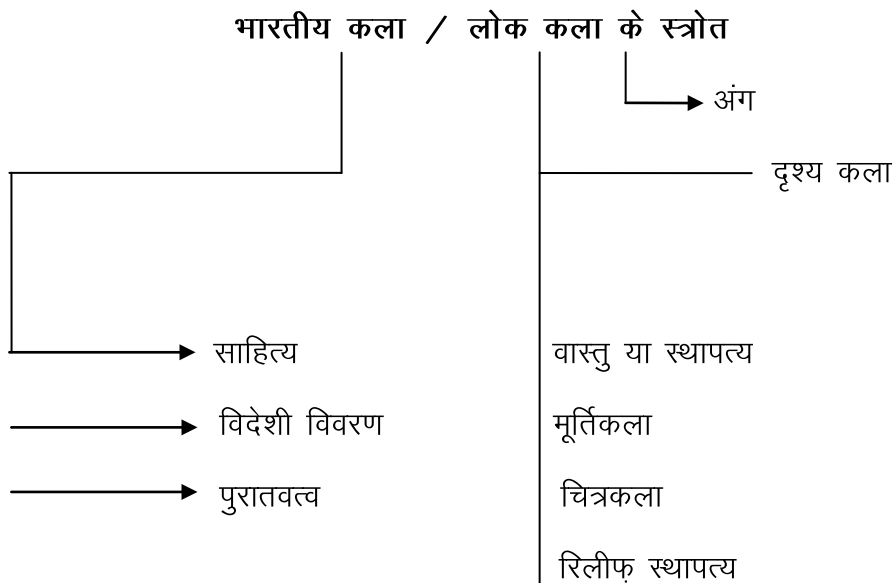 भारतीय कला / लोक कला के स्त्रोत
अंग
दृश्य कला
साहित्य
विदेशी विवरण
पुरातवत्व
वास्तु या स्थापत्य
मूर्तिकला
चित्रकला
रिलीफ़ स्थापत्य